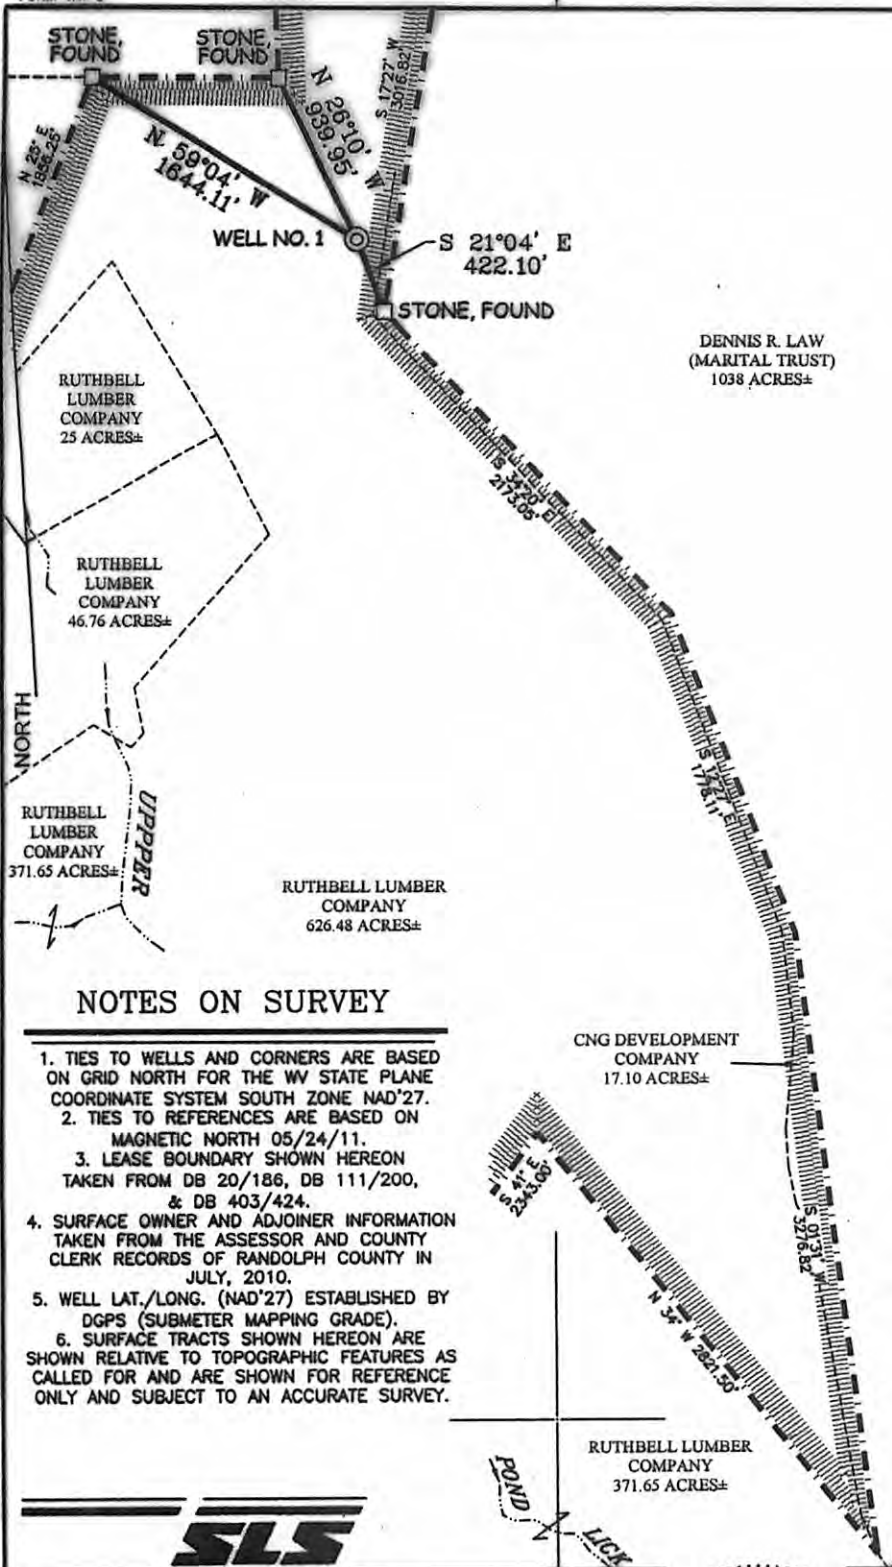 STONE,
FOUND
STONE,
FOUND
N 25° E
1856.25'
N 59°04' W
1644.11'
N 26°10' W
939.95'
S 17°27' W
3016.82'
WELL NO. 1
S 21°04' E
422.10'
STONE, FOUND
DENNIS R. LAW
(MARITAL TRUST)
1038 ACRES±
RUTHBELL
LUMBER
COMPANY
25 ACRES±
S 34°20' E
2173.05'
RUTHBELL
LUMBER
COMPANY
46.76 ACRES±
NORTH
S 12°27' E
1778.11'
RUTHBELL
LUMBER
COMPANY
371.65 ACRES±
UPPER
RUTHBELL LUMBER
COMPANY
626.48 ACRES±
NOTES ON SURVEY
1. TIES TO WELLS AND CORNERS ARE BASED
ON GRID NORTH FOR THE WV STATE PLANE
COORDINATE SYSTEM SOUTH ZONE NAD'27.
2. TIES TO REFERENCES ARE BASED ON
MAGNETIC NORTH 05/24/11.
3. LEASE BOUNDARY SHOWN HEREON
TAKEN FROM DB 20/186, DB 111/200,
& DB 403/424.
4. SURFACE OWNER AND ADJOINER INFORMATION
TAKEN FROM THE ASSESSOR AND COUNTY
CLERK RECORDS OF RANDOLPH COUNTY IN
JULY, 2010.
5. WELL LAT./LONG. (NAD'27) ESTABLISHED BY
DGPS (SUBMETER MAPPING GRADE).
6. SURFACE TRACTS SHOWN HEREON ARE
SHOWN RELATIVE TO TOPOGRAPHIC FEATURES AS
CALLED FOR AND ARE SHOWN FOR REFERENCE
ONLY AND SUBJECT TO AN ACCURATE SURVEY.
CNG DEVELOPMENT
COMPANY
17.10 ACRES±
S 41° E
2343.00'
S 01°31' W
3276.82
N 34° W 2821.50'
RUTHBELL LUMBER
COMPANY
371.65 ACRES±
POND
LICK
SLS